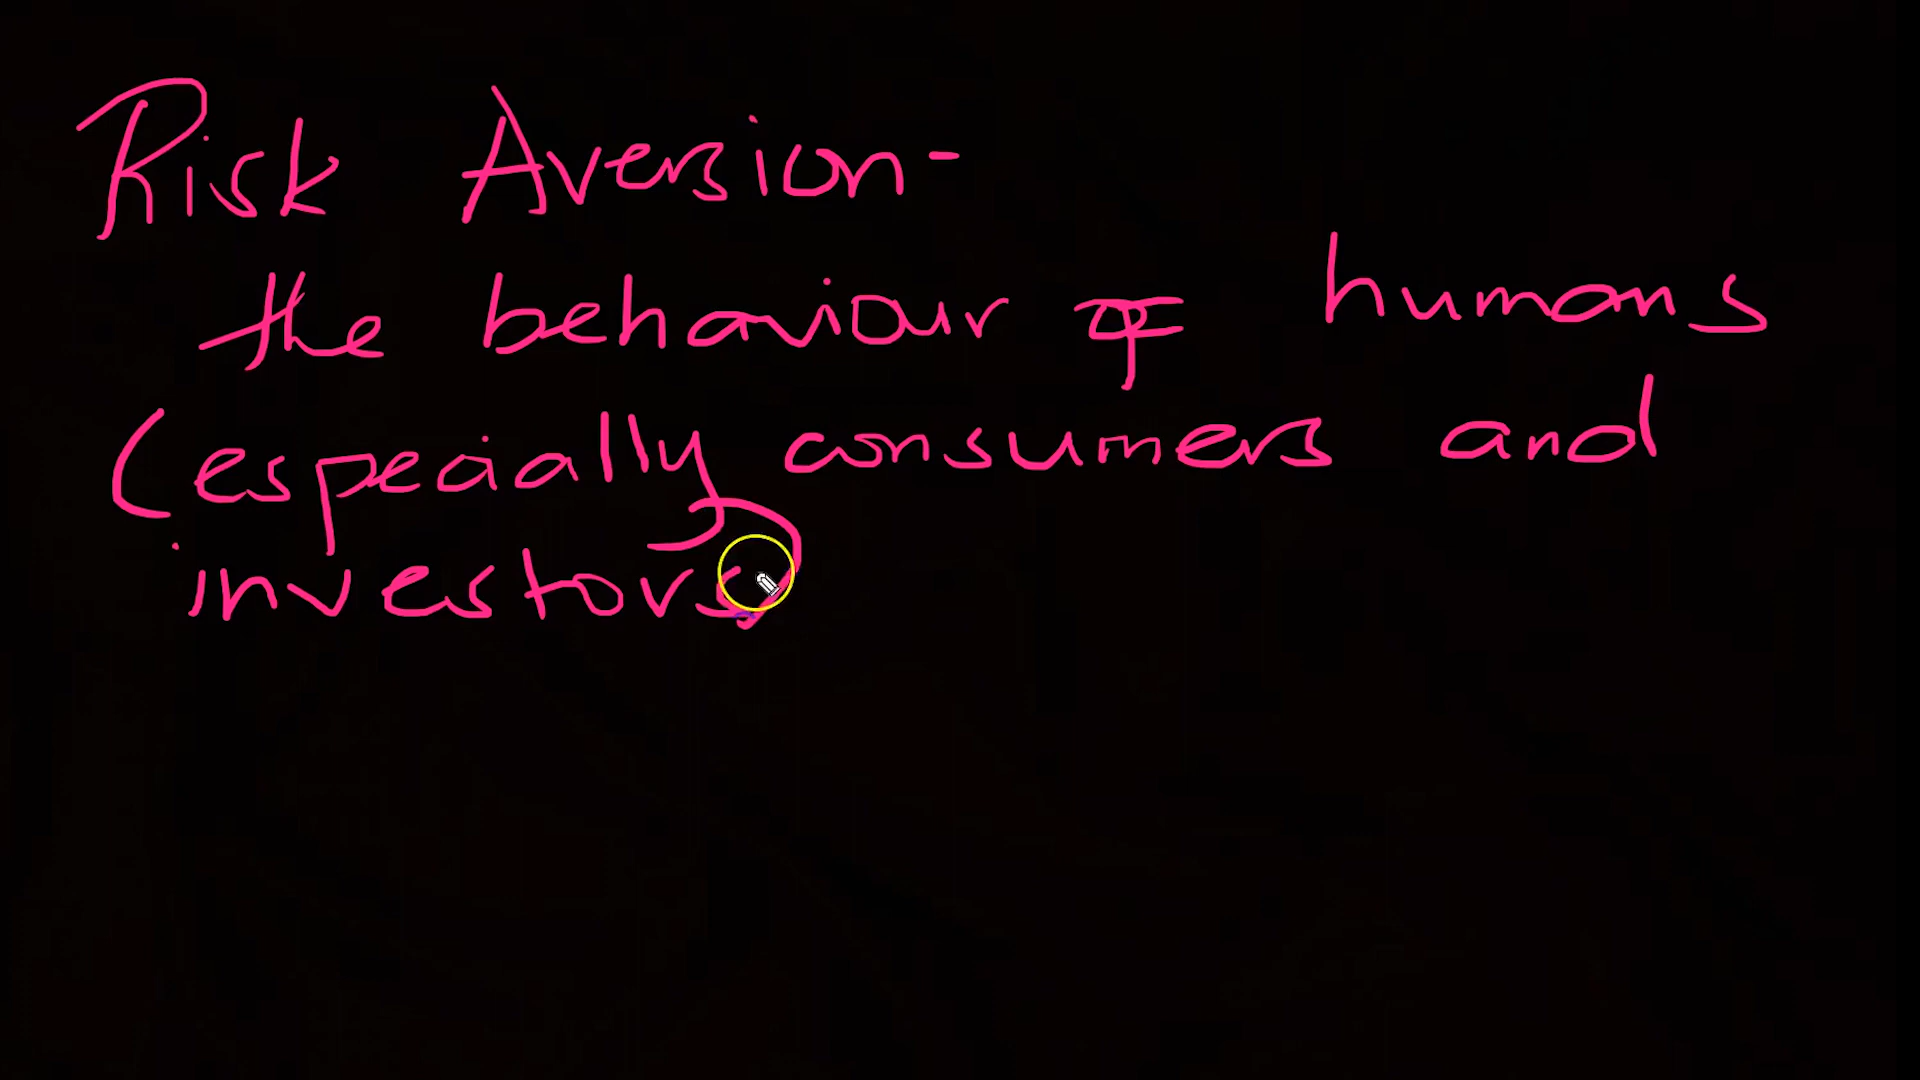 Risk Aversion-
the behaviour of humans
(especially consumers and
investors)